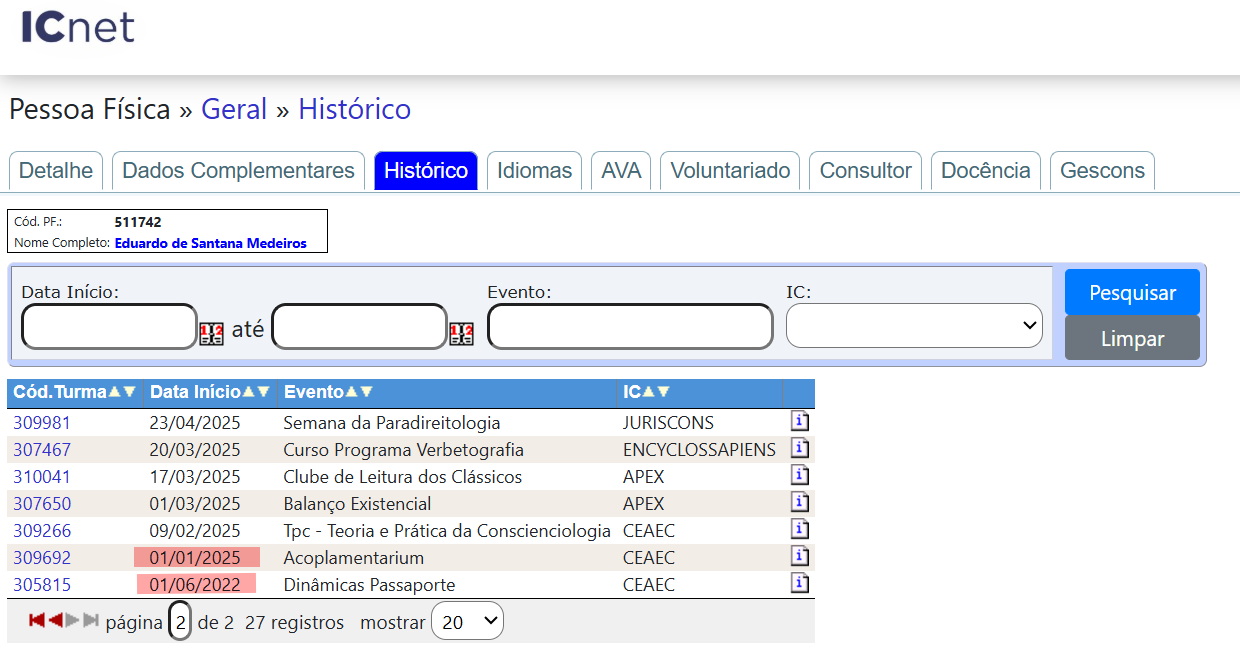 ICnet
Pessoa Física » Geral » Histórico
Detalhe Dados Complementares Histórico Idiomas AVA Voluntariado Consultor Docência Gescons
Cód. PF.: 511742
Nome Completo: Eduardo de Santana Medeiros
Data Início: Evento: IC: Pesquisar
até Limpar
Cód.Turma▲▼ Data Início▲▼ Evento▲▼ IC▲▼
309981 23/04/2025 Semana da Paradireitologia JURISCONS
307467 20/03/2025 Curso Programa Verbetografia ENCYCLOSSAPIENS
310041 17/03/2025 Clube de Leitura dos Clássicos APEX
307650 01/03/2025 Balanço Existencial APEX
309266 09/02/2025 Tpc - Teoria e Prática da Conscienciologia CEAEC
309692 01/01/2025 Acoplamentarium CEAEC
305815 01/06/2022 Dinâmicas Passaporte CEAEC
página 2 de 2 27 registros mostrar 20